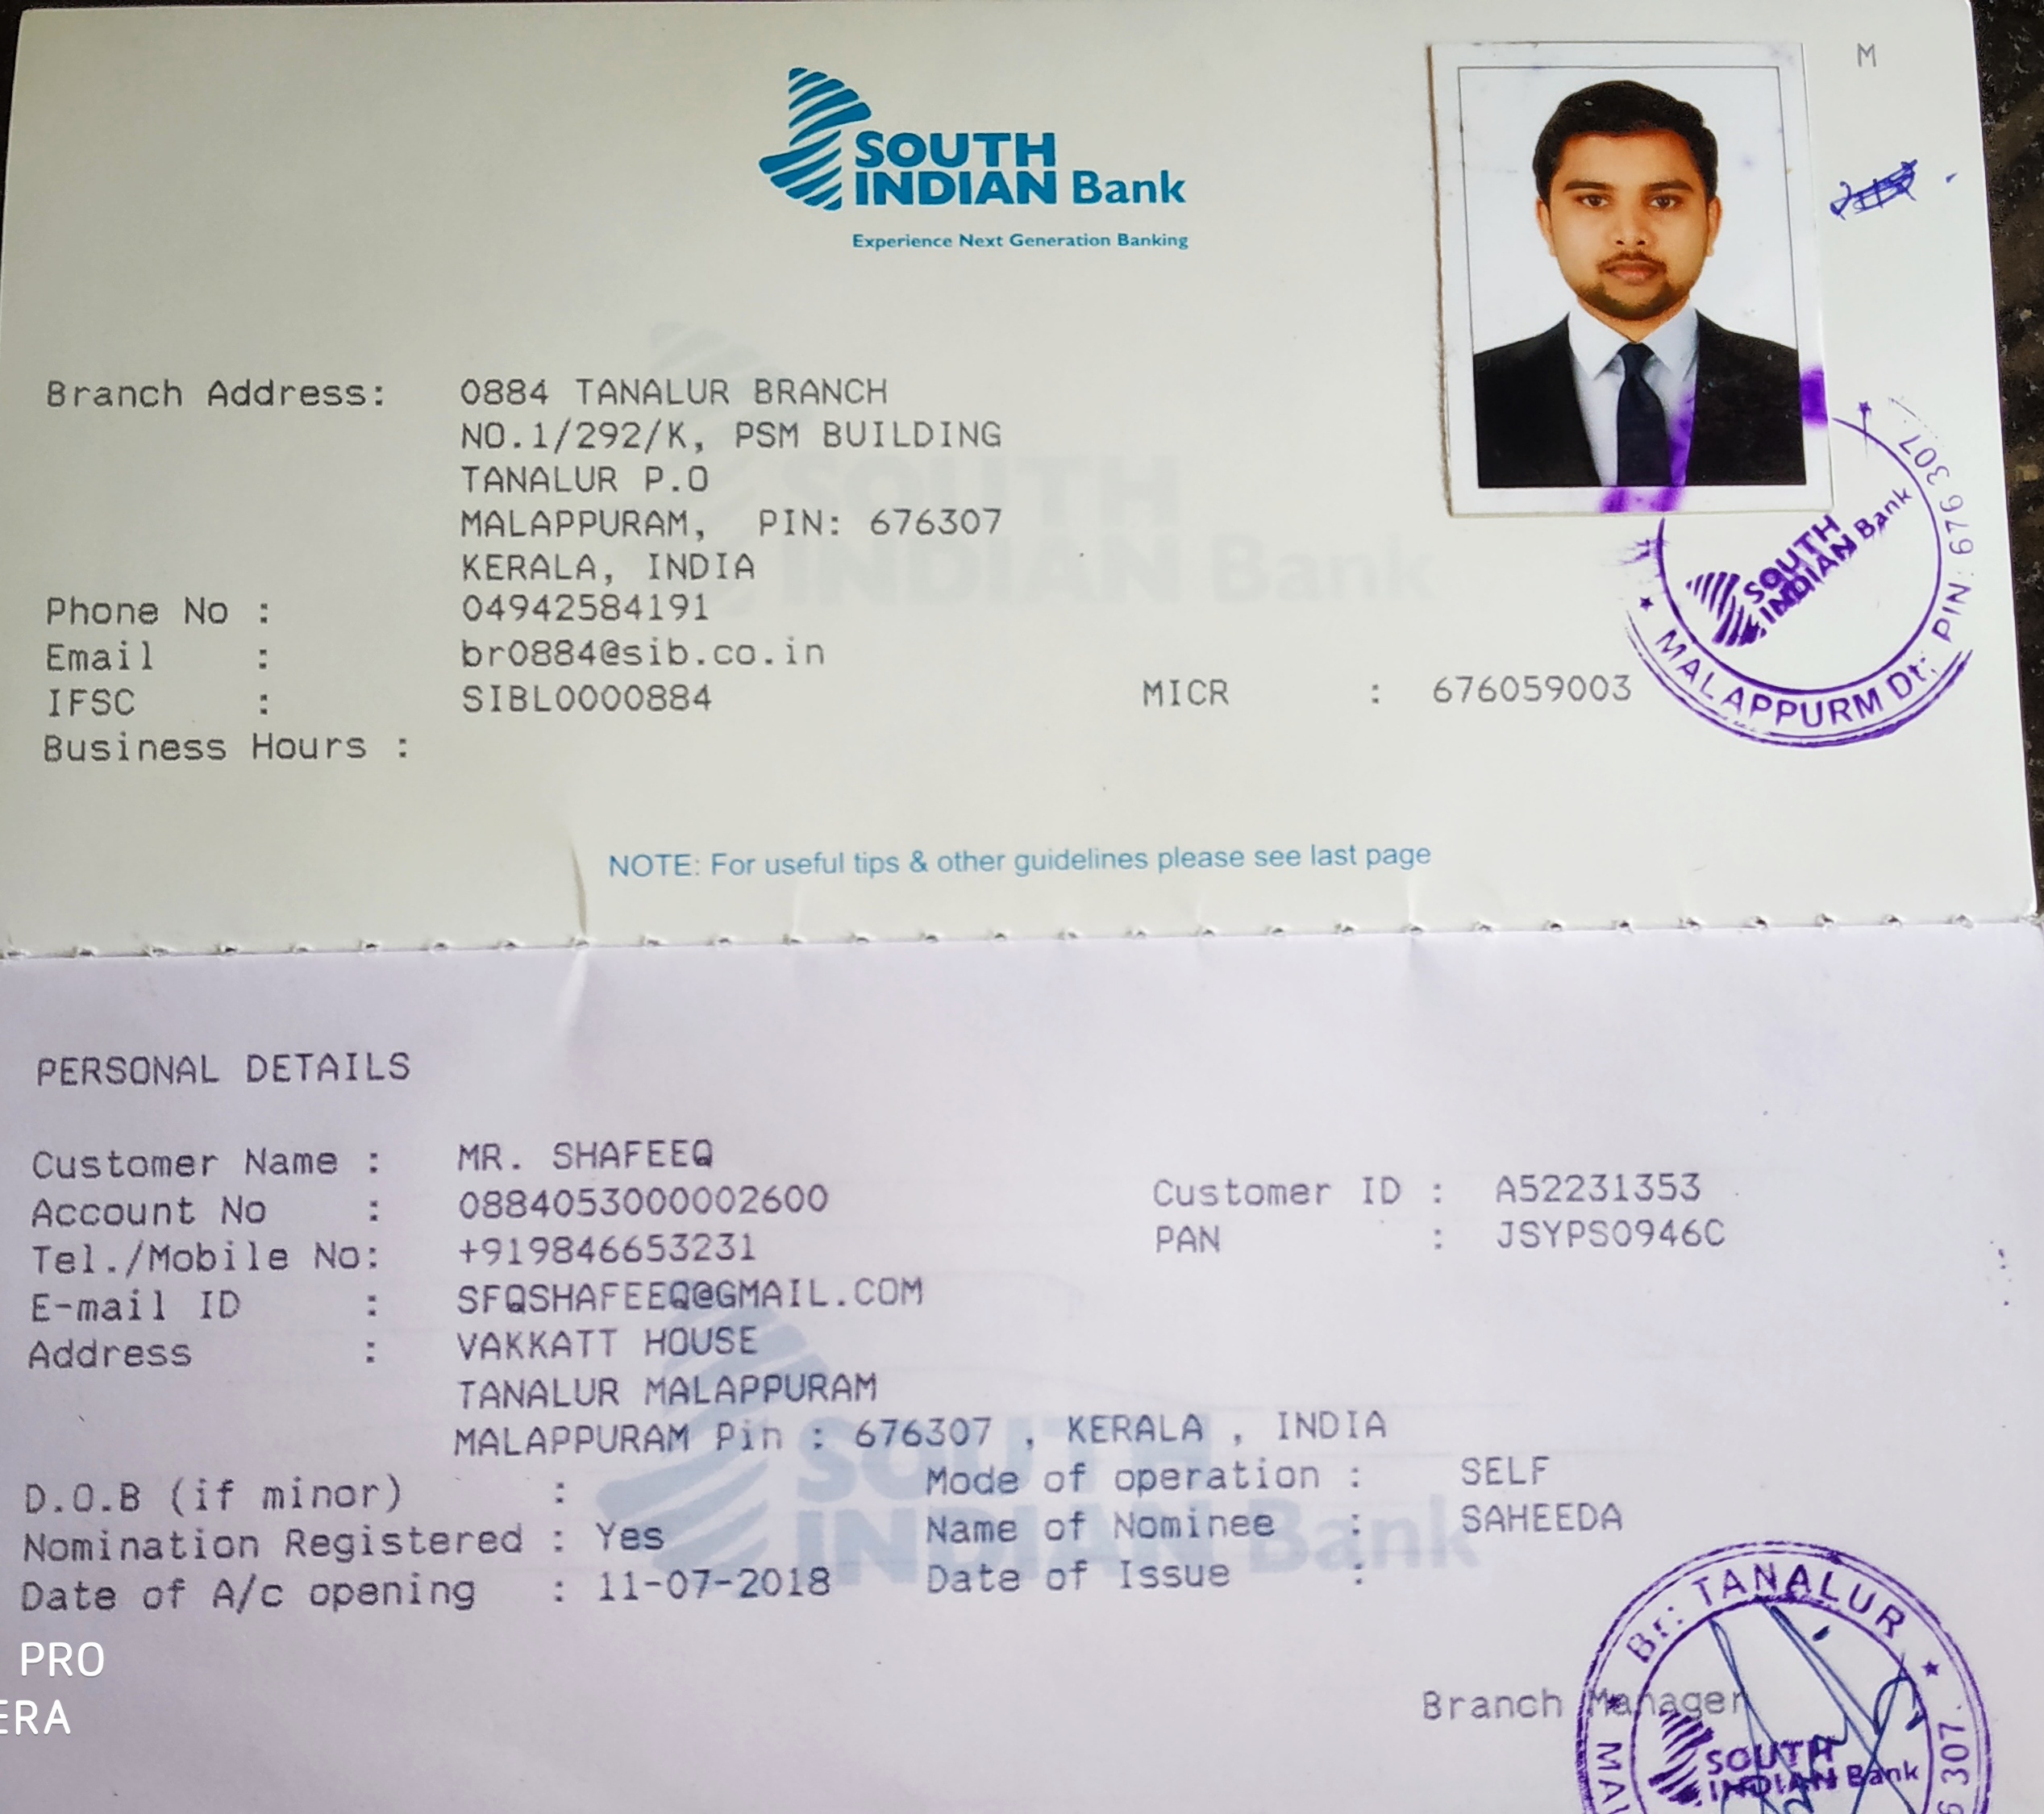 M
SOUTH
INDIAN Bank
Experience Next Generation Banking
Branch Address: 0884 TANALUR BRANCH
NO.1/292/K, PSM BUILDING
TANALUR P.O
MALAPPURAM, PIN: 676307
KERALA, INDIA
Phone No : 04942584191
Email : br0884@sib.co.in
IFSC : SIBL0000884 MICR : 676059003
Business Hours :
SOUTH
INDIAN Bank
MALAPPURM Dt; PIN: 676 307
NOTE: For useful tips & other guidelines please see last page
PERSONAL DETAILS
Customer Name : MR. SHAFEEQ
Account No : 0884053000002600 Customer ID : A52231353
Tel./Mobile No: +919846653231 PAN : JSYPS0946C
E-mail ID : SFQSHAFEEQ@GMAIL.COM
Address : VAKKATT HOUSE
TANALUR MALAPPURAM
MALAPPURAM Pin : 676307 , KERALA , INDIA
D.O.B (if minor) : Mode of operation : SELF
Nomination Registered : Yes Name of Nominee : SAHEEDA
Date of A/c opening : 11-07-2018 Date of Issue :
Br: TANALUR
Branch Manager
SOUTH
INDIAN Bank
307
PRO